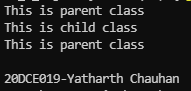 This is parent class
This is child class
This is parent class
20DCE019-Yatharth Chauhan